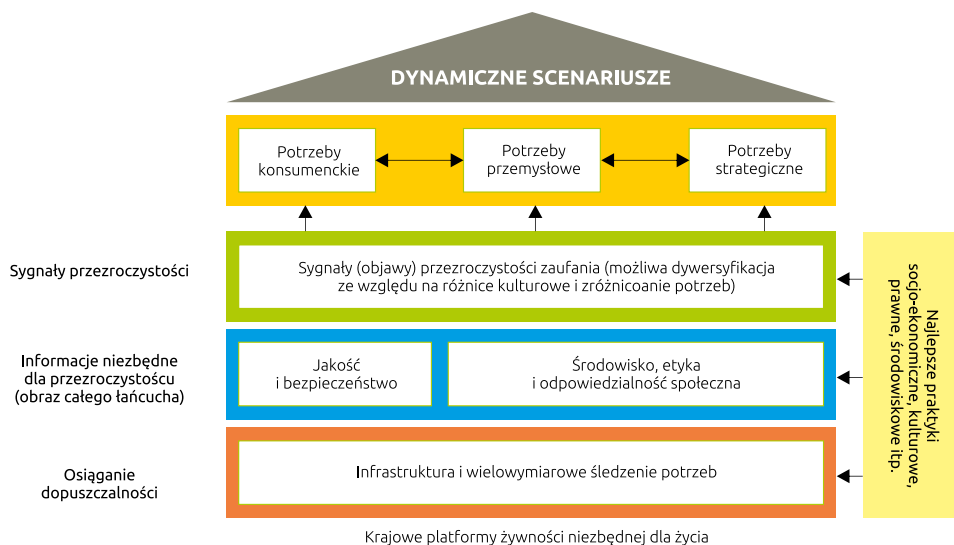 DYNAMICZNE SCENARIUSZE
Potrzeby
konsumenckie
Potrzeby
przemysłowe
Potrzeby
strategiczne
Sygnały przezroczystości
Sygnały (objawy) przezroczystości zaufania (możliwa dywersyfikacja
ze względu na różnice kulturowe i zróżnicoanie potrzeb)
Informacje niezbędne
dla przezroczystoścu
(obraz całego łańcucha)
Jakość
i bezpieczeństwo
Środowisko, etyka
i odpowiedzialność społeczna
Osiąganie
dopuszczalności
Infrastruktura i wielowymiarowe śledzenie potrzeb
Najlepsze praktyki
socjo-ekonomiczne, kulturowe,
prawne, środowiskowe itp.
Krajowe platformy żywności niezbędnej dla życia